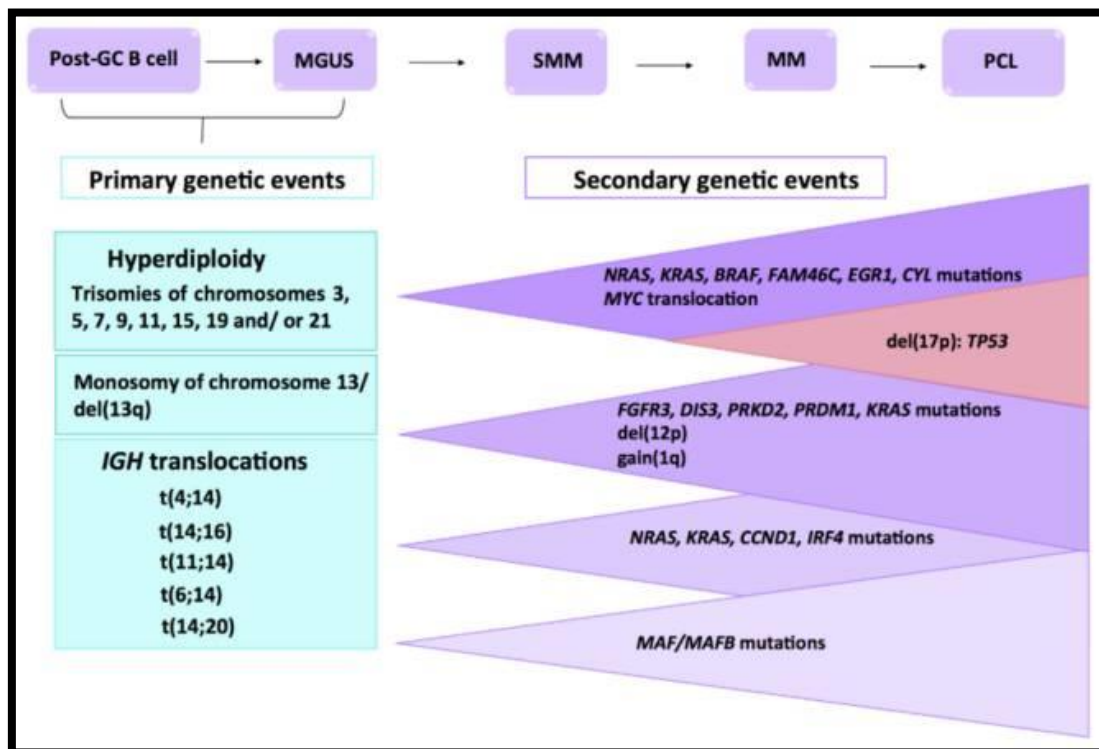 Post-GC B cell
MGUS
SMM
MM
PCL
Primary genetic events
Secondary genetic events
Hyperdiploidy
Trisomies of chromosomes 3,
5, 7, 9, 11, 15, 19 and/ or 21
Monosomy of chromosome 13/
del(13q)
IGH translocations
t(4;14)
t(14;16)
t(11;14)
t(6;14)
t(14;20)
NRAS, KRAS, BRAF, FAM46C, EGR1, CYL mutations
MYC translocation
del(17p): TP53
FGFR3, DIS3, PRKD2, PRDM1, KRAS mutations
del(12p)
gain(1q)
NRAS, KRAS, CCND1, IRF4 mutations
MAF/MAFB mutations